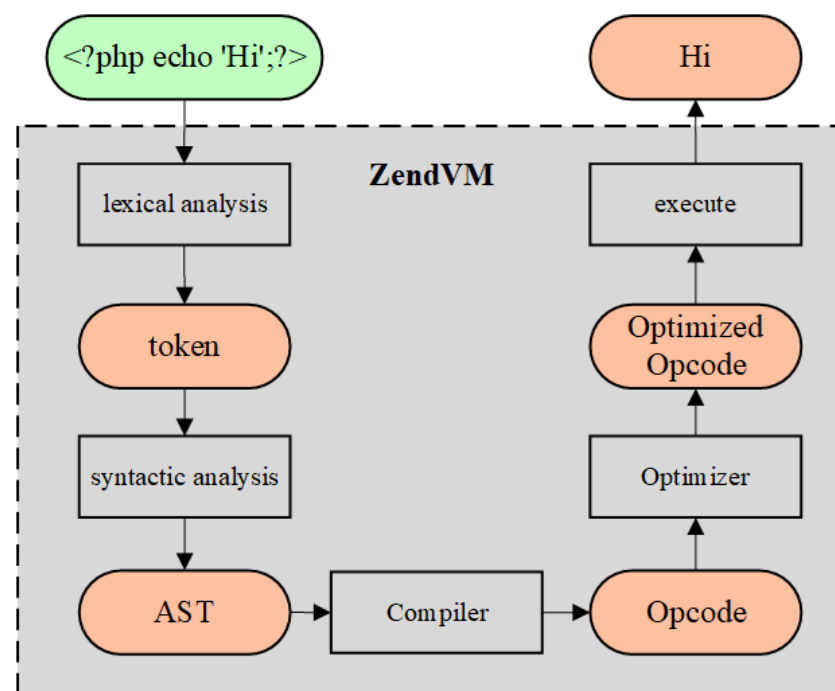 <?php echo 'Hi';?>
Hi
ZendVM
lexical analysis
execute
token
Optimized
Opcode
syntactic analysis
Optimizer
AST
Compiler
Opcode